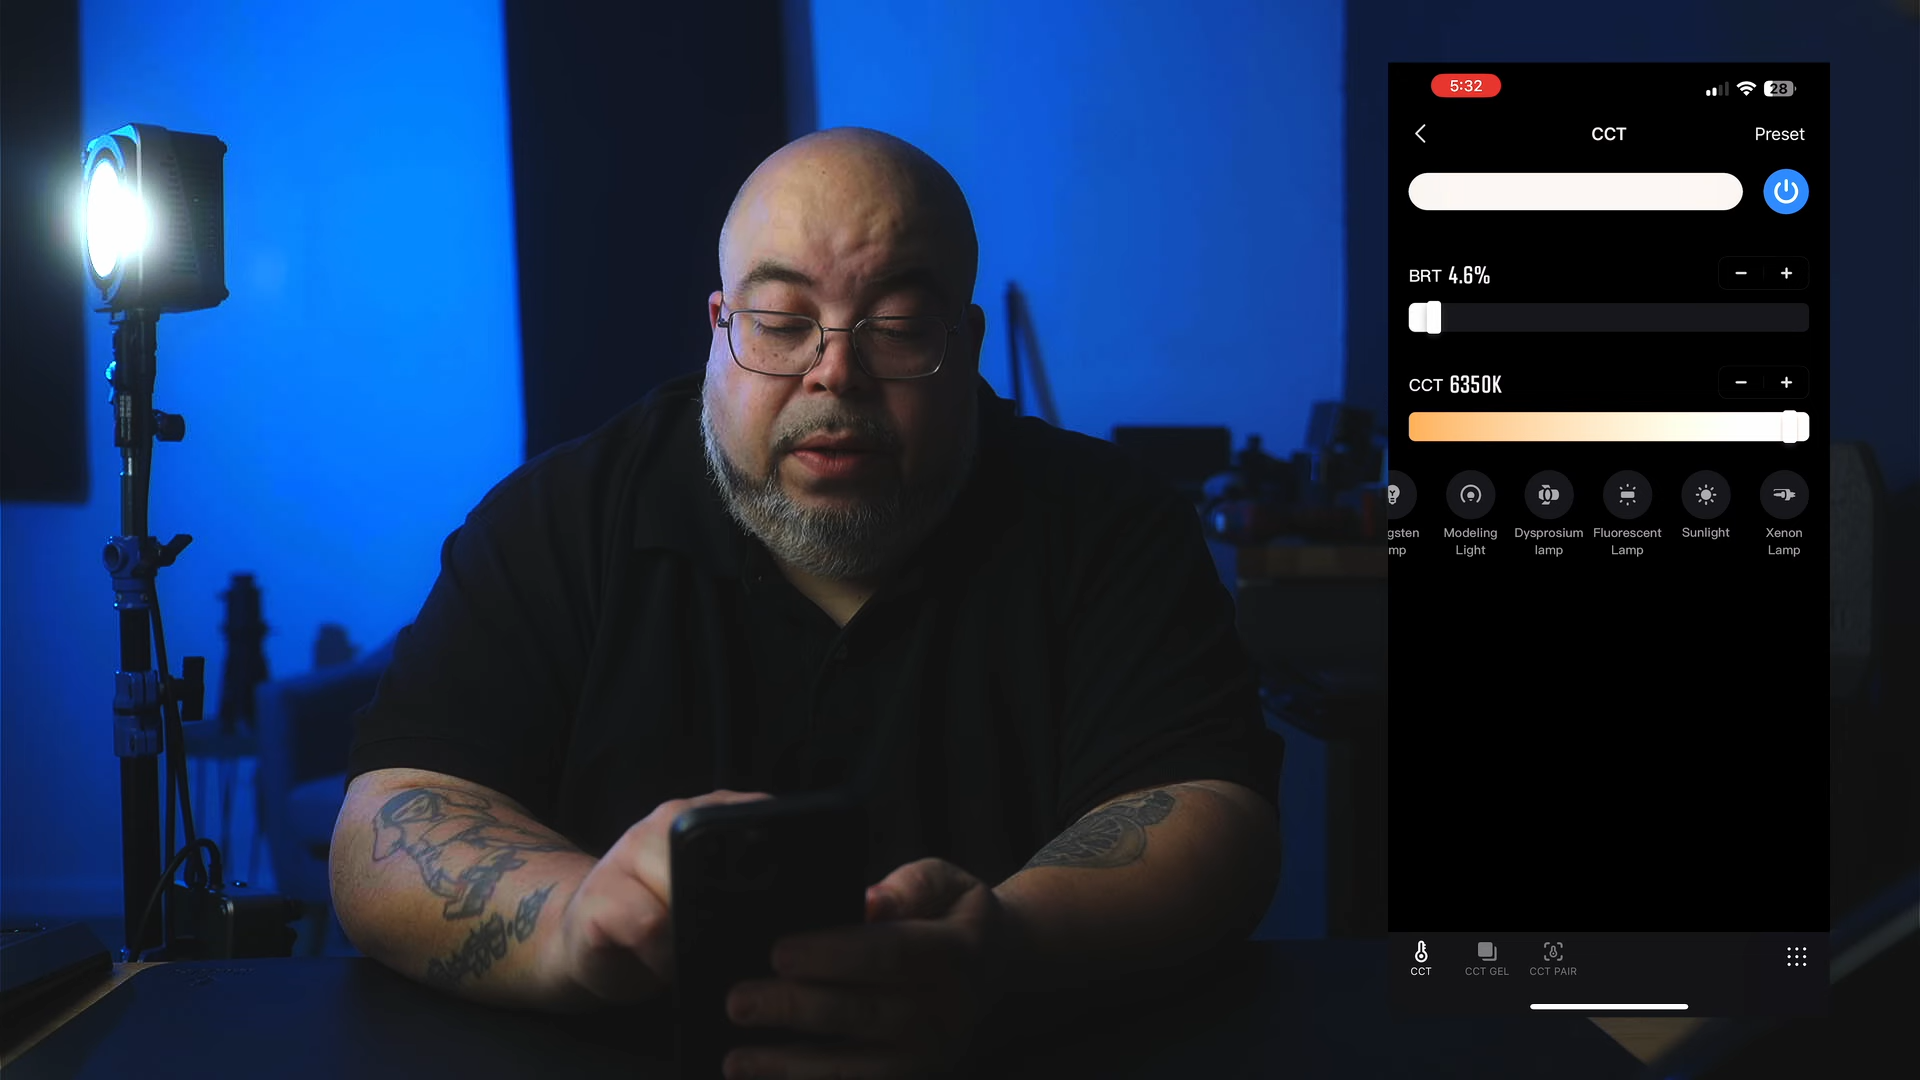 5:32
28
CCT
Preset
BRT 4.6%
CCT 6350K
gsten
mp
Modeling
Light
Dysprosium
lamp
Fluorescent
Lamp
Sunlight
Xenon
Lamp
CCT
CCT GEL
CCT PAIR